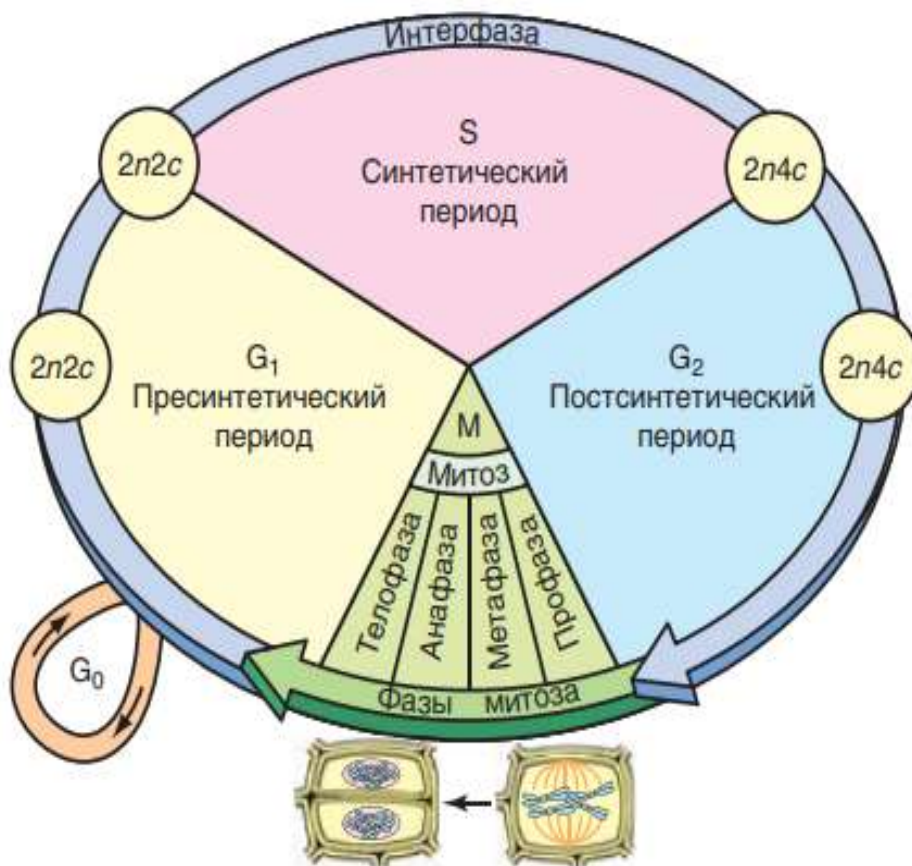 Интерфаза
S
Синтетический
период
2n2c
2n4c
2n2c
G₁
Пресинтетический
период
G₂
Постсинтетический
период
2n4c
М
Митоз
Телофаза
Анафаза
Метафаза
Профаза
Фазы митоза
G₀